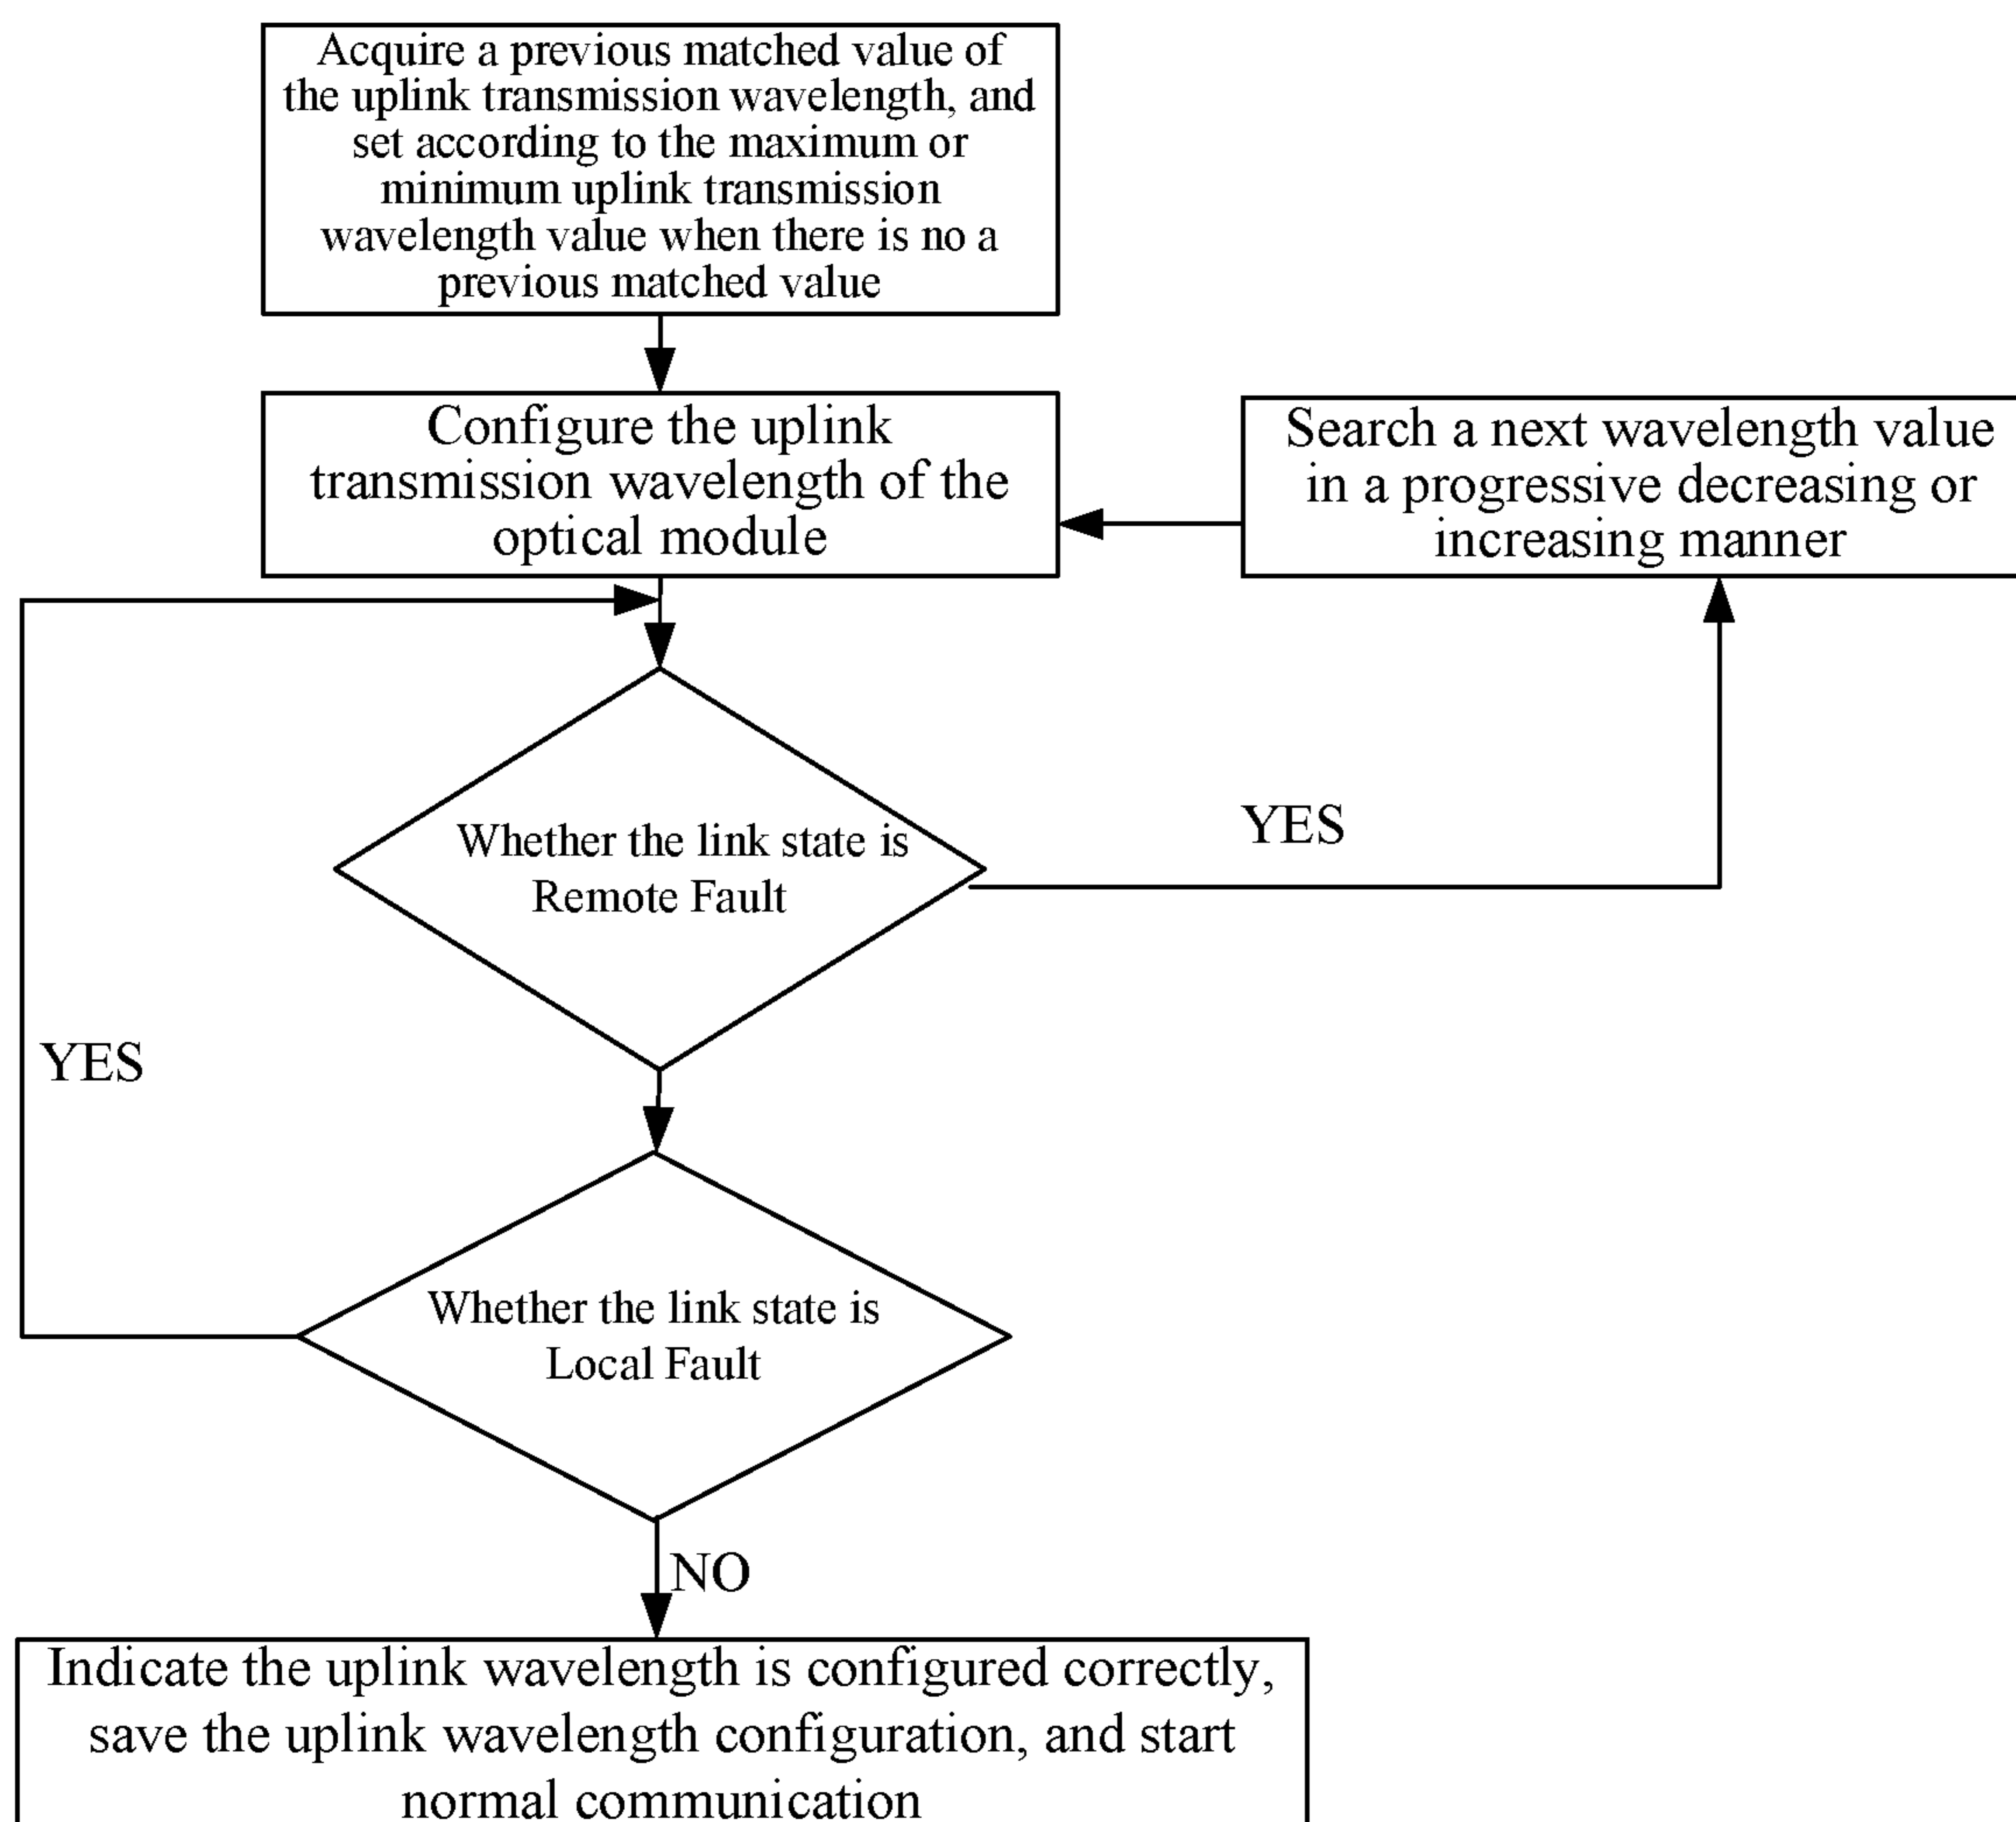 Acquire a previous matched value of
the uplink transmission wavelength, and
set according to the maximum or
minimum uplink transmission
wavelength value when there is no a
previous matched value
Configure the uplink
transmission wavelength of the
optical module
Search a next wavelength value
in a progressive decreasing or
increasing manner
Whether the link state is
Remote Fault
YES
YES
Whether the link state is
Local Fault
NO
Indicate the uplink wavelength is configured correctly,
save the uplink wavelength configuration, and start
normal communication